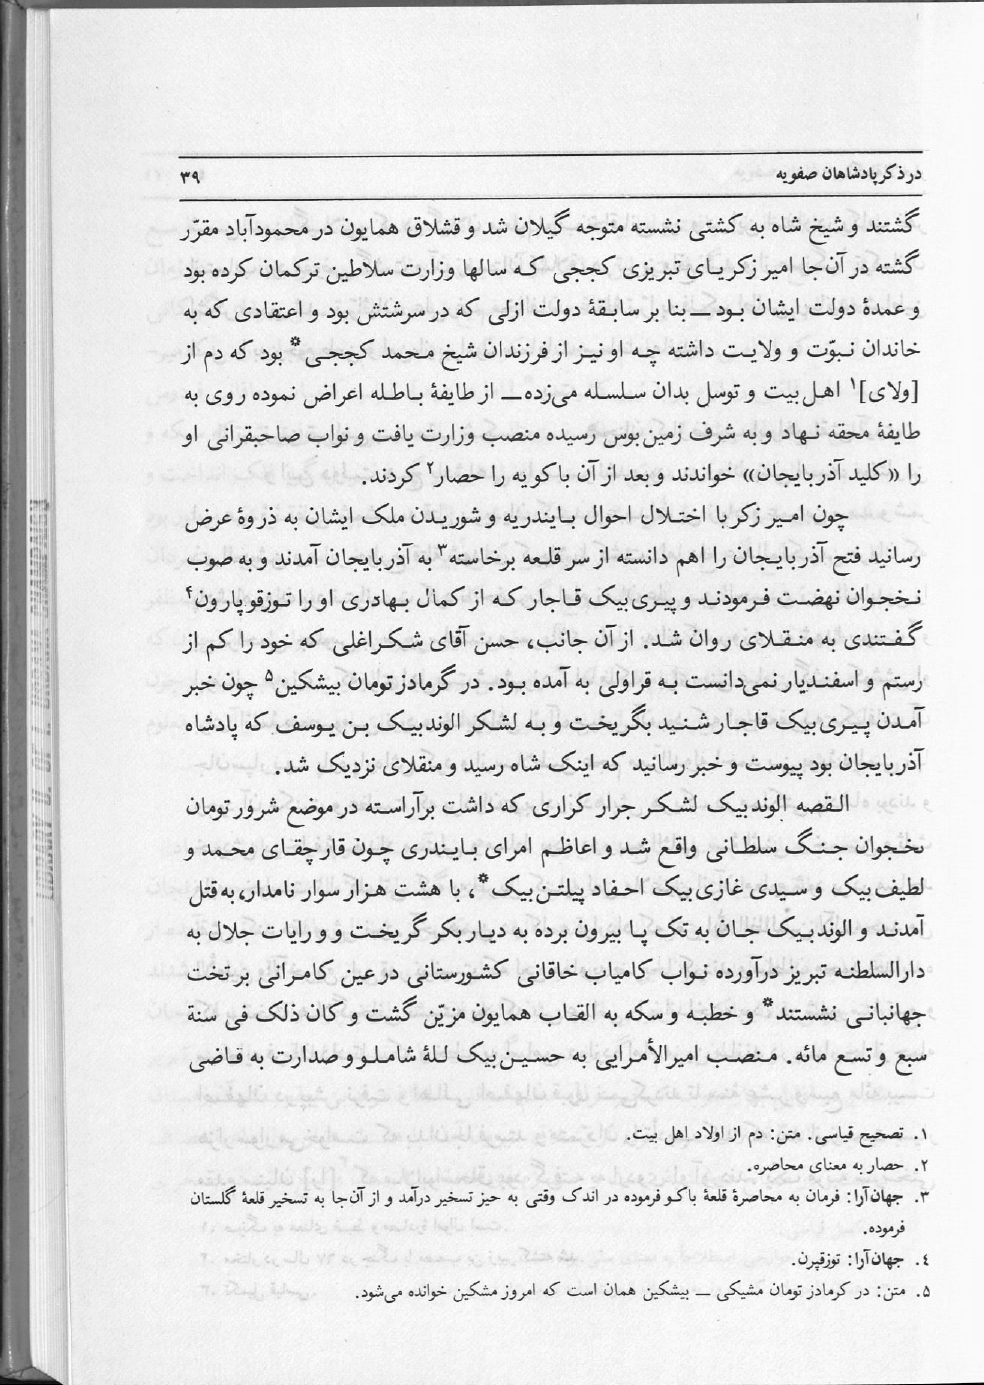 در ذکر پادشاهان صفویه ۳۹
گشتند و شیخ شاه به کشتی نشسته متوجه گیلان شد و قشلاق همایون در محمودآباد مقرّر
گشته در آن‌جا امیر زکریای تبریزی کججی که سالها وزارت سلاطین ترکمان کرده بود
و عمدهٔ دولت ایشان بود ــ بنا بر سابقهٔ دولت ازلی که در سرشتش بود و اعتقادی که به
خاندان نبوّت و ولایت داشته چه او نیز از فرزندان شیخ محمد کججی* بود که دم از
[ولای]۱ اهل‌بیت و توسل بدان سلسله می‌زده ــ از طایفهٔ باطله اعراض نموده روی به
طایفهٔ محقه نهاد و به شرف زمین‌بوس رسیده منصب وزارت یافت و نواب صاحبقرانی او
را «کلید آذربایجان» خواندند و بعد از آن باکویه را حصار۲ کردند.
چون امیر زکر با اختلال احوال بایندریه و شوریدن ملک ایشان به ذروهٔ عرض
رسانید فتح آذربایجان را اهم دانسته از سر قلعه برخاسته۳ به آذربایجان آمدند و به صوب
نخجوان نهضت فرمودند و پیری‌بیک قاجار که از کمال بهادری او را توزقوپارون۴
گفتندی به منقلای روان شد. از آن جانب، حسن آقای شکراغلی که خود را کم از
رستم و اسفندیار نمی‌دانست به قراولی به آمده بود. در گرمادز تومان بیشکین۵ چون خبر
آمدن پیری‌بیک قاجار شنید بگریخت و به لشکر الوندبیک بن یوسف که پادشاه
آذربایجان بود پیوست و خبر رسانید که اینک شاه رسید و منقلای نزدیک شد.
القصه الوندبیک لشکر جرار کزاری که داشت برآراسته در موضع شرور تومان
نخجوان جنگ سلطانی واقع شد و اعاظم امرای بایندری چون قارچقای محمد و
لطیف‌بیک و سیدی غازی‌بیک احفاد پیلتن‌بیک*، با هشت هزار سوار نامدار، به قتل
آمدند و الوندبیک جان به تک پا بیرون برده به دیار بکر گریخت و و رایات جلال به
دارالسلطنه تبریز درآورده نواب کامیاب خاقانی کشورستانی در عین کامرانی بر تخت
جهانبانی نشستند* و خطبه و سکه به القاب همایون مزیّن گشت و کان ذلک فی سنة
سبع و تسع مائه. منصب امیرالأمرایی به حسین‌بیک لـلهٔ شاملو و صدارت به قاضی
۱. تصحیح قیاسی. متن: دم از اولاد اهل بیت.
۲. حصار به معنای محاصره.
۳. جهان‌آرا: فرمان به محاصرهٔ قلعهٔ باکو فرموده در اندک وقتی به حیز تسخیر درآمد و از آن‌جا به تسخیر قلعهٔ گلستان
فرموده.
٤. جهان‌آرا: توزقپرن.
۵. متن: در کرمادز تومان مشیکی ــ بیشکین همان است که امروز مشکین خوانده می‌شود.